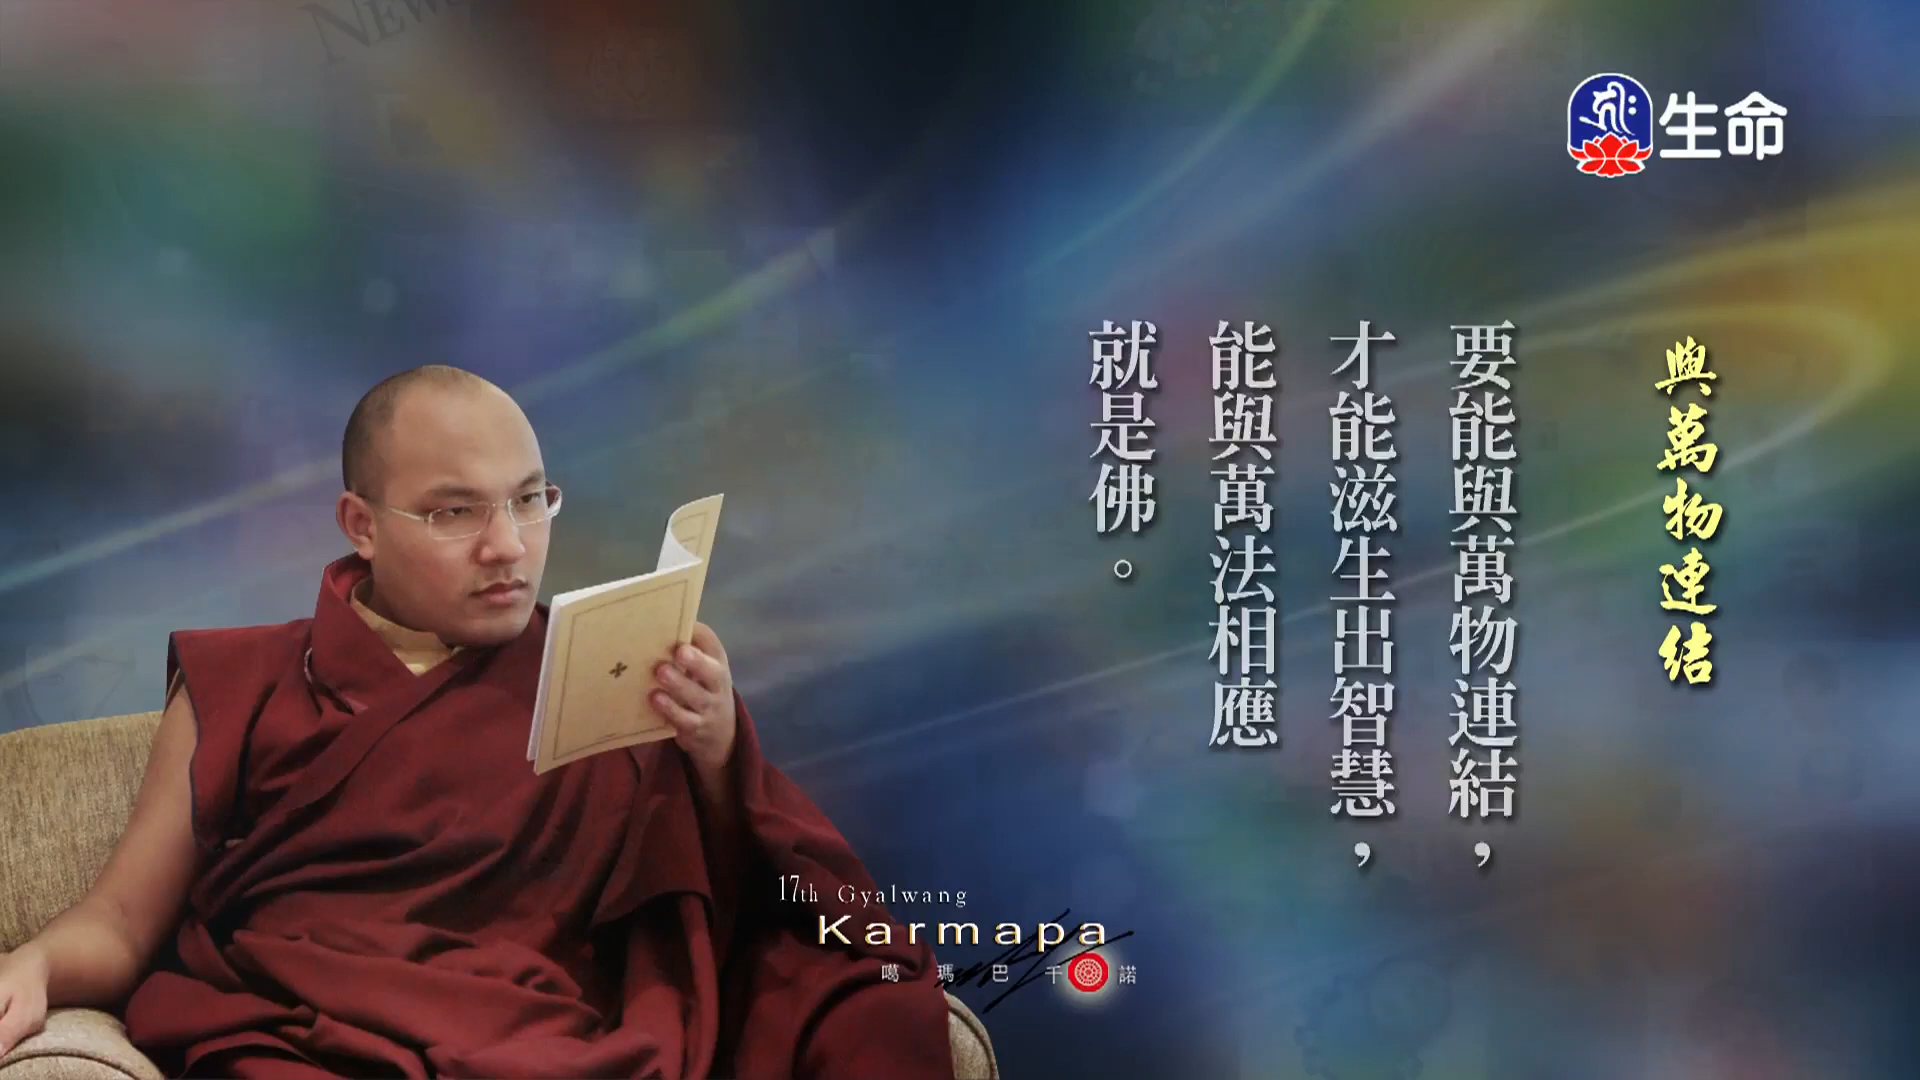 NEWS
生命
與萬物連结
要能與萬物連結，
才能滋生出智慧，
能與萬法相應
就是佛。
17th Gyalwang
Karmapa
噶瑪巴千諾